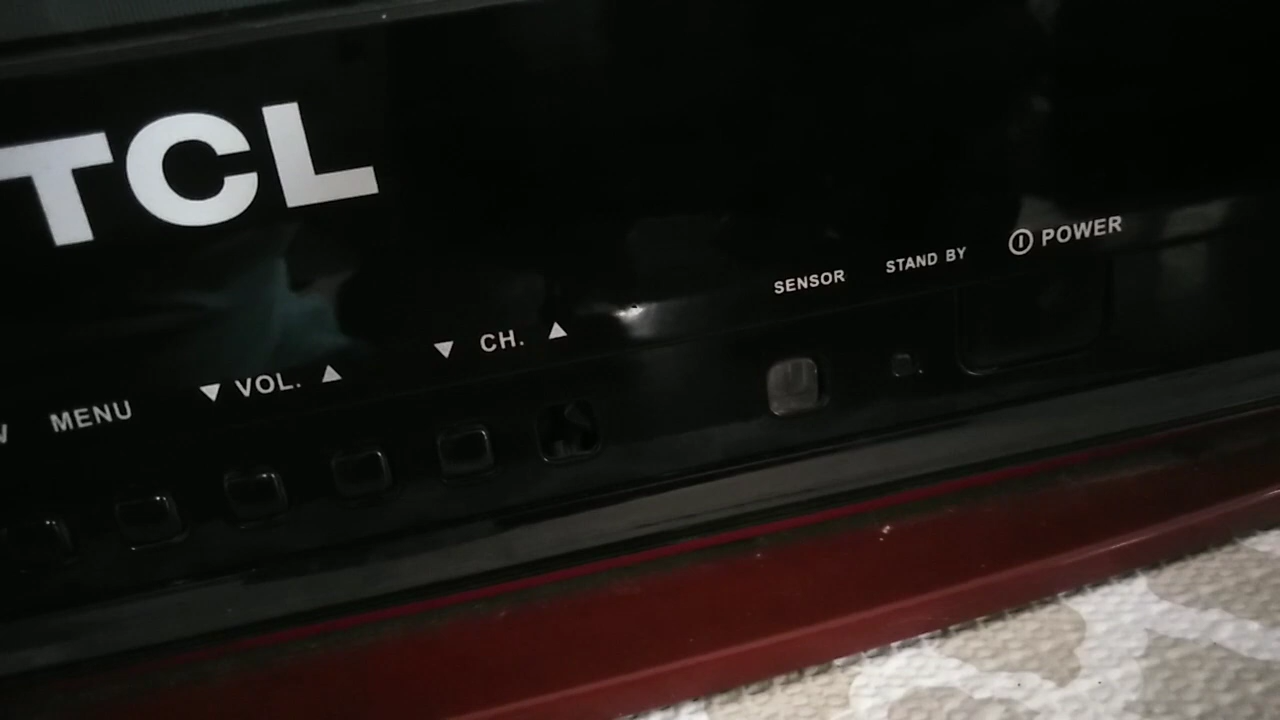 TCL
MENU
▼ VOL. ▲
▼ CH. ▲
SENSOR
STAND BY
POWER